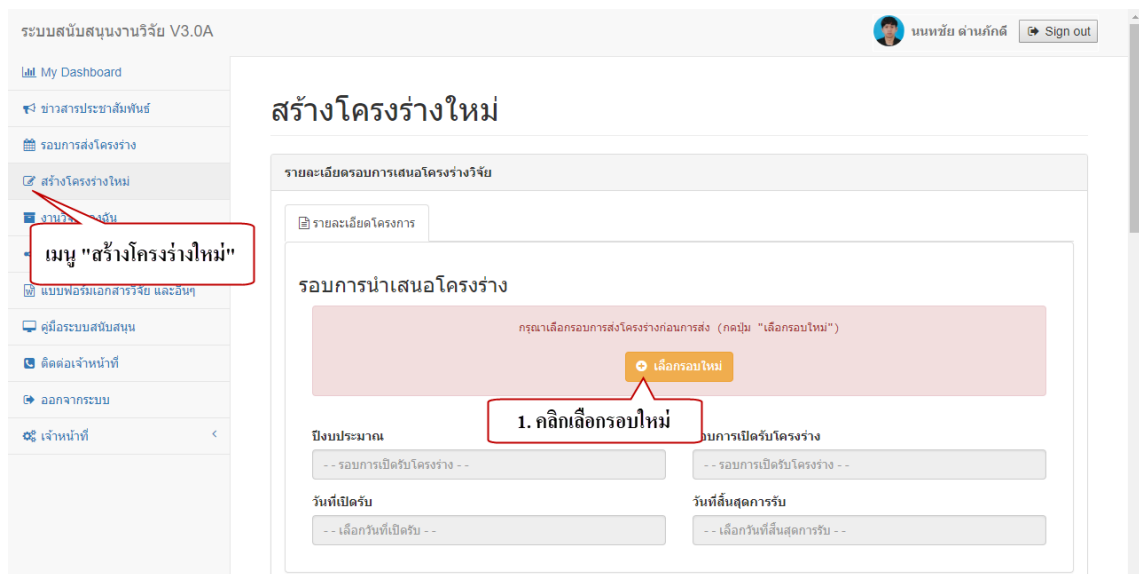 ระบบสนับสนุนงานวิจัย V3.0A
นนทชัย ด่านภักดี
Sign out
My Dashboard
ข่าวสารประชาสัมพันธ์
รอบการส่งโครงร่าง
สร้างโครงร่างใหม่
เมนู "สร้างโครงร่างใหม่"
แบบฟอร์มเอกสารวิจัย และอื่นๆ
คู่มือระบบสนับสนุน
ติดต่อเจ้าหน้าที่
ออกจากระบบ
เจ้าหน้าที่
สร้างโครงร่างใหม่
รายละเอียดรอบการเสนอโครงร่างวิจัย
รายละเอียดโครงการ
รอบการนำเสนอโครงร่าง
กรุณาเลือกรอบการส่งโครงร่างก่อนการส่ง (กดปุ่ม "เลือกรอบใหม่")
เลือกรอบใหม่
1. คลิกเลือกรอบใหม่
ปีงบประมาณ
รอบการเปิดรับโครงร่าง
- - รอบการเปิดรับโครงร่าง - -
- - รอบการเปิดรับโครงร่าง - -
วันที่เปิดรับ
วันที่สิ้นสุดการรับ
- - เลือกวันที่เปิดรับ - -
- - เลือกวันที่สิ้นสุดการรับ - -